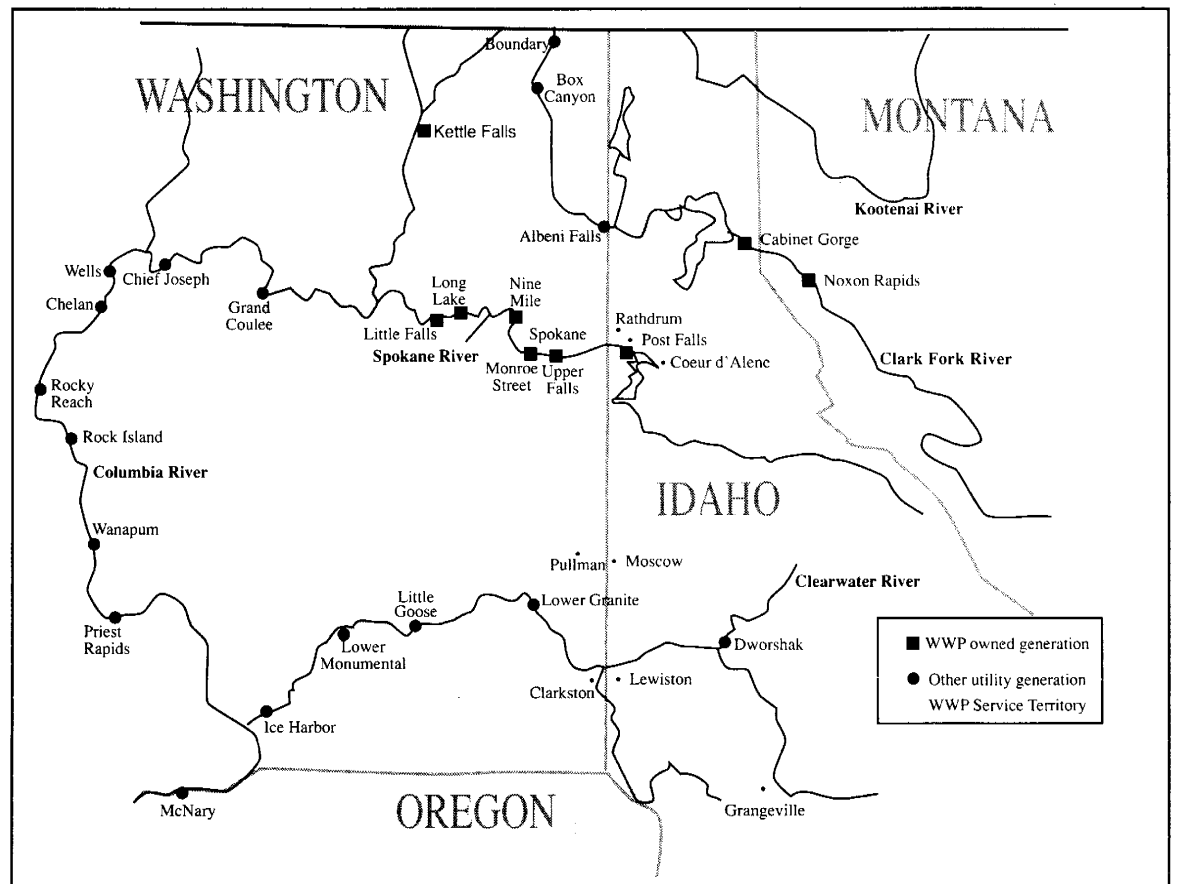 Boundary
WASHINGTON
Box
Canyon
MONTANA
Kettle Falls
Kootenai River
Albeni Falls
Cabinet Gorge
Wells
Chief Joseph
Noxon Rapids
Chelan
Grand
Coulee
Long
Lake
Nine
Mile
Little Falls
Spokane
Rathdrum
Post Falls
Spokane River
Monroe
Street
Upper
Falls
Coeur d'Alene
Clark Fork River
Rocky
Reach
Rock Island
Columbia River
IDAHO
Wanapum
Pullman
Moscow
Clearwater River
Little
Goose
Lower Granite
Priest
Rapids
Lower
Monumental
Dworshak
WWP owned generation
Clarkston
Lewiston
Other utility generation
WWP Service Territory
Ice Harbor
McNary
OREGON
Grangeville